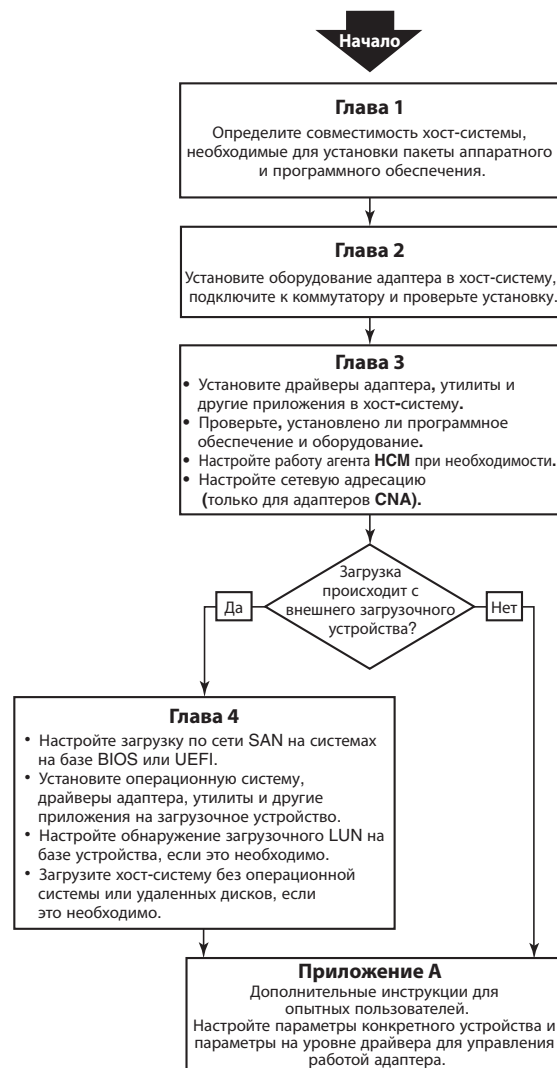 Начало
Глава 1
Определите совместимость хост-системы,
необходимые для установки пакеты аппаратного
и программного обеспечения.
Глава 2
Установите оборудование адаптера в хост-систему,
подключите к коммутатору и проверьте установку.
Глава 3
• Установите драйверы адаптера, утилиты и
другие приложения в хост-систему.
• Проверьте, установлено ли программное
обеспечение и оборудование.
• Настройте работу агента HCM при необходимости.
• Настройте сетевую адресацию
(только для адаптеров CNA).
Загрузка
происходит с
внешнего загрузочного
устройства?
Да
Нет
Глава 4
• Настройте загрузку по сети SAN на системах
на базе BIOS или UEFI.
• Установите операционную систему,
драйверы адаптера, утилиты и другие
приложения на загрузочное устройство.
• Настройте обнаружение загрузочного LUN на
базе устройства, если это необходимо.
• Загрузите хост-систему без операционной
системы или удаленных дисков, если
это необходимо.
Приложение А
Дополнительные инструкции для
опытных пользователей.
Настройте параметры конкретного устройства и
параметры на уровне драйвера для управления
работой адаптера.